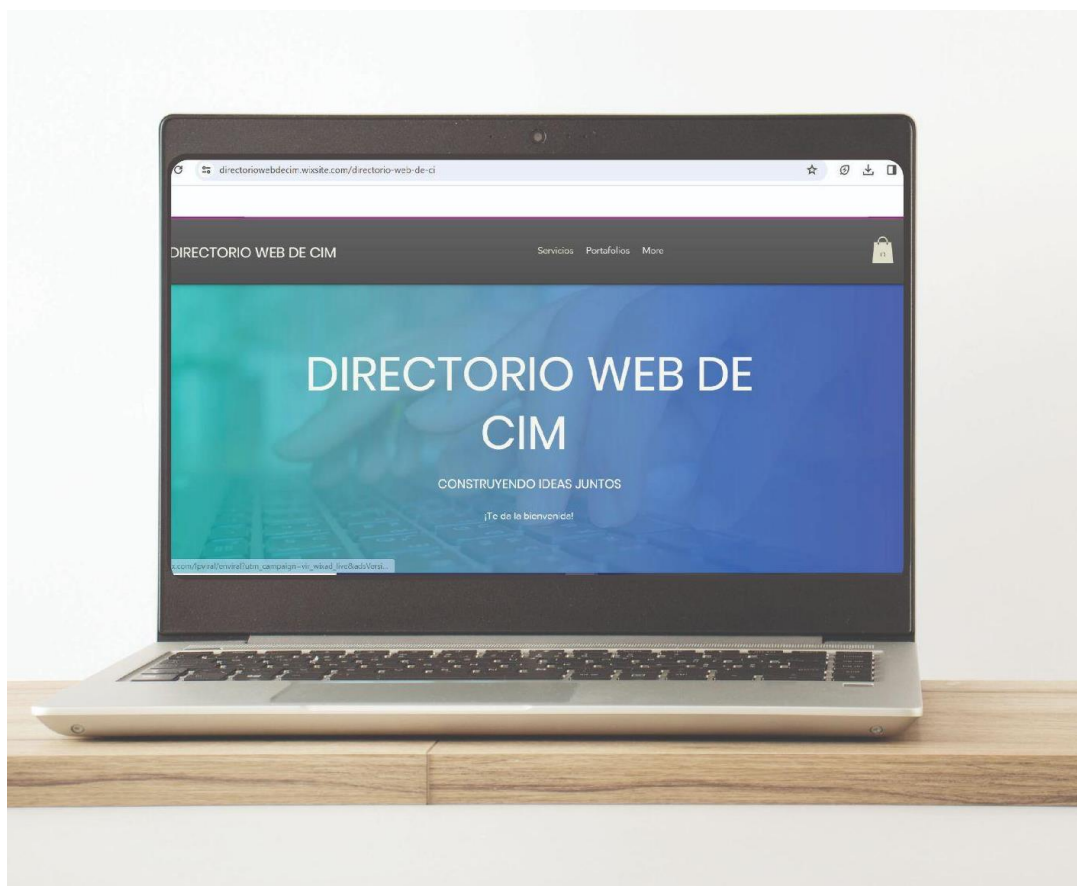 directoriowebdecim.wixsite.com/directorio-web-de-ci
DIRECTORIO WEB DE CIM
Servicios Portafolios More
DIRECTORIO WEB DE
CIM
CONSTRUYENDO IDEAS JUNTOS
¡Te da la bienvenida!